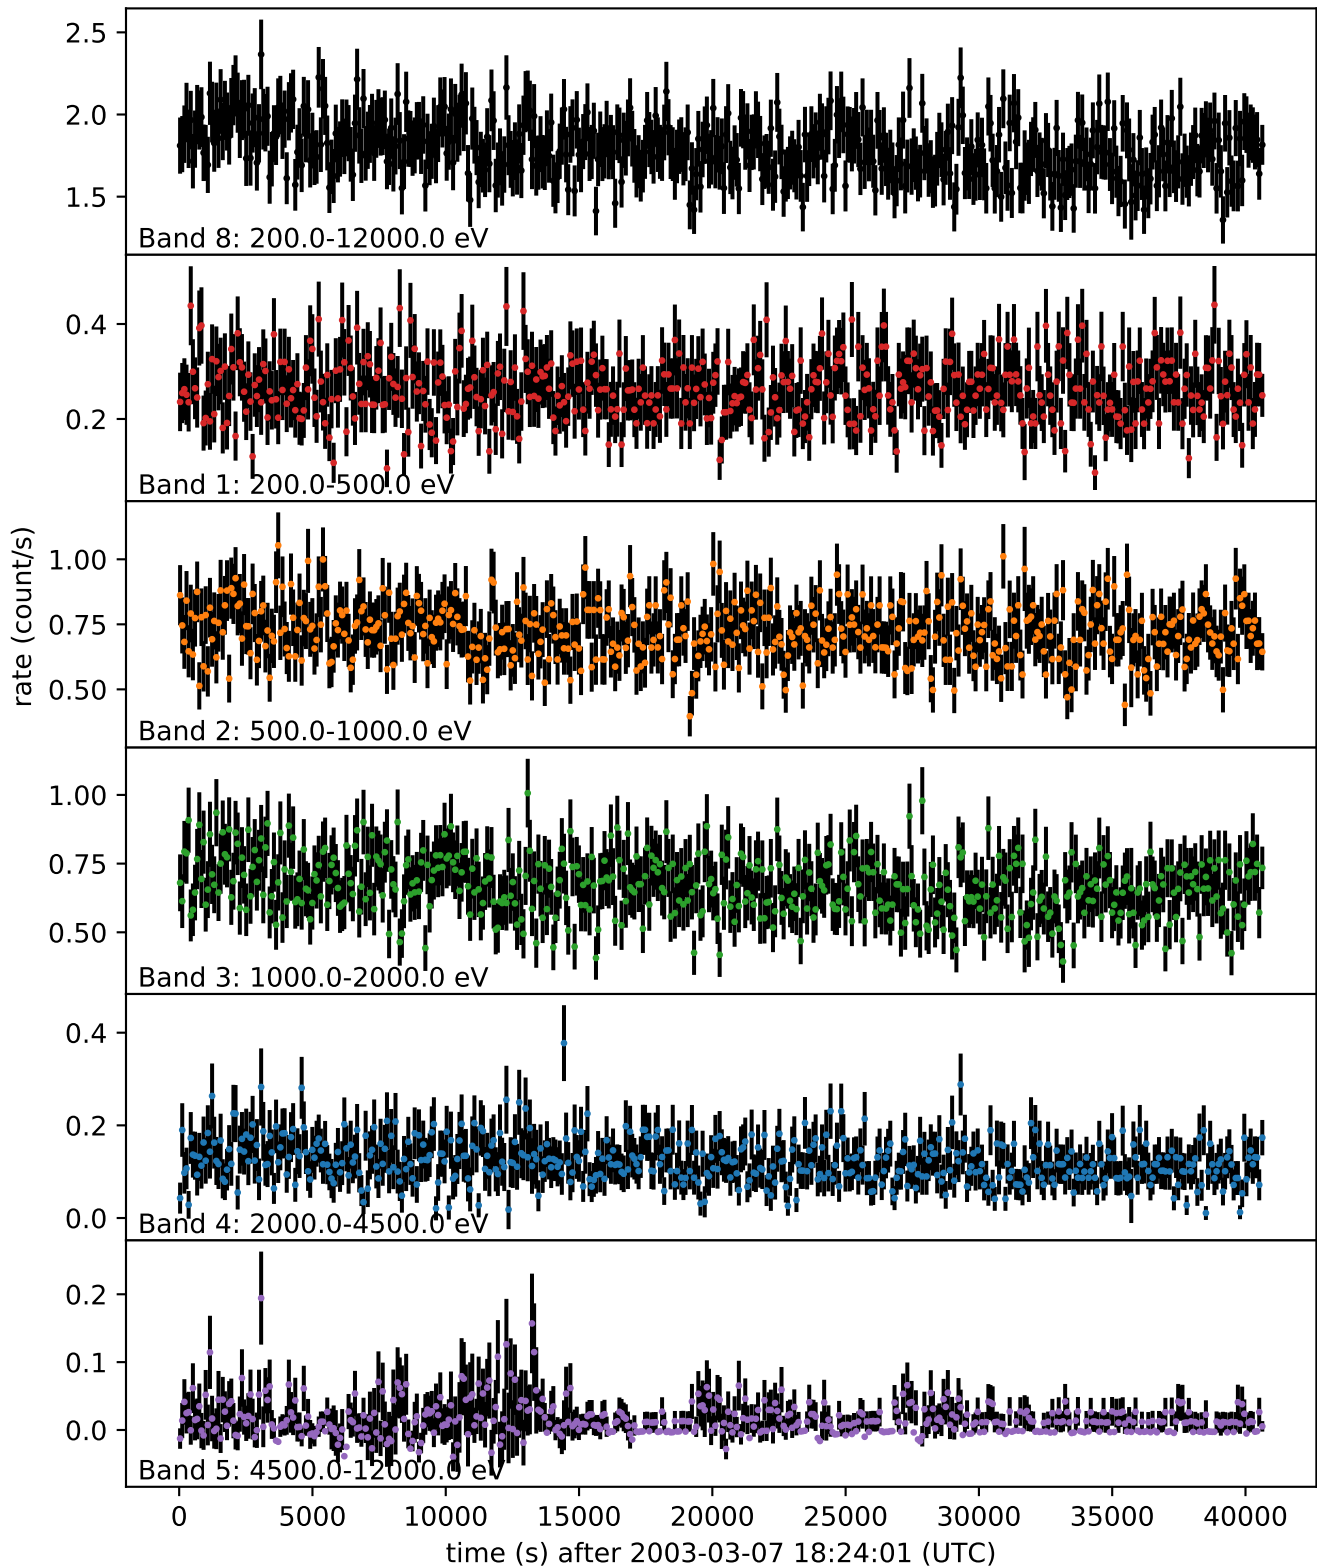 2.5
2.0
1.5
Band 8: 200.0-12000.0 eV
0.4
0.2
Band 1: 200.0-500.0 eV
1.00
0.75
0.50
Band 2: 500.0-1000.0 eV
rate (count/s)
1.00
0.75
0.50
Band 3: 1000.0-2000.0 eV
0.4
0.2
0.0
Band 4: 2000.0-4500.0 eV
0.2
0.1
0.0
Band 5: 4500.0-12000.0 eV
0 5000 10000 15000 20000 25000 30000 35000 40000
time (s) after 2003-03-07 18:24:01 (UTC)